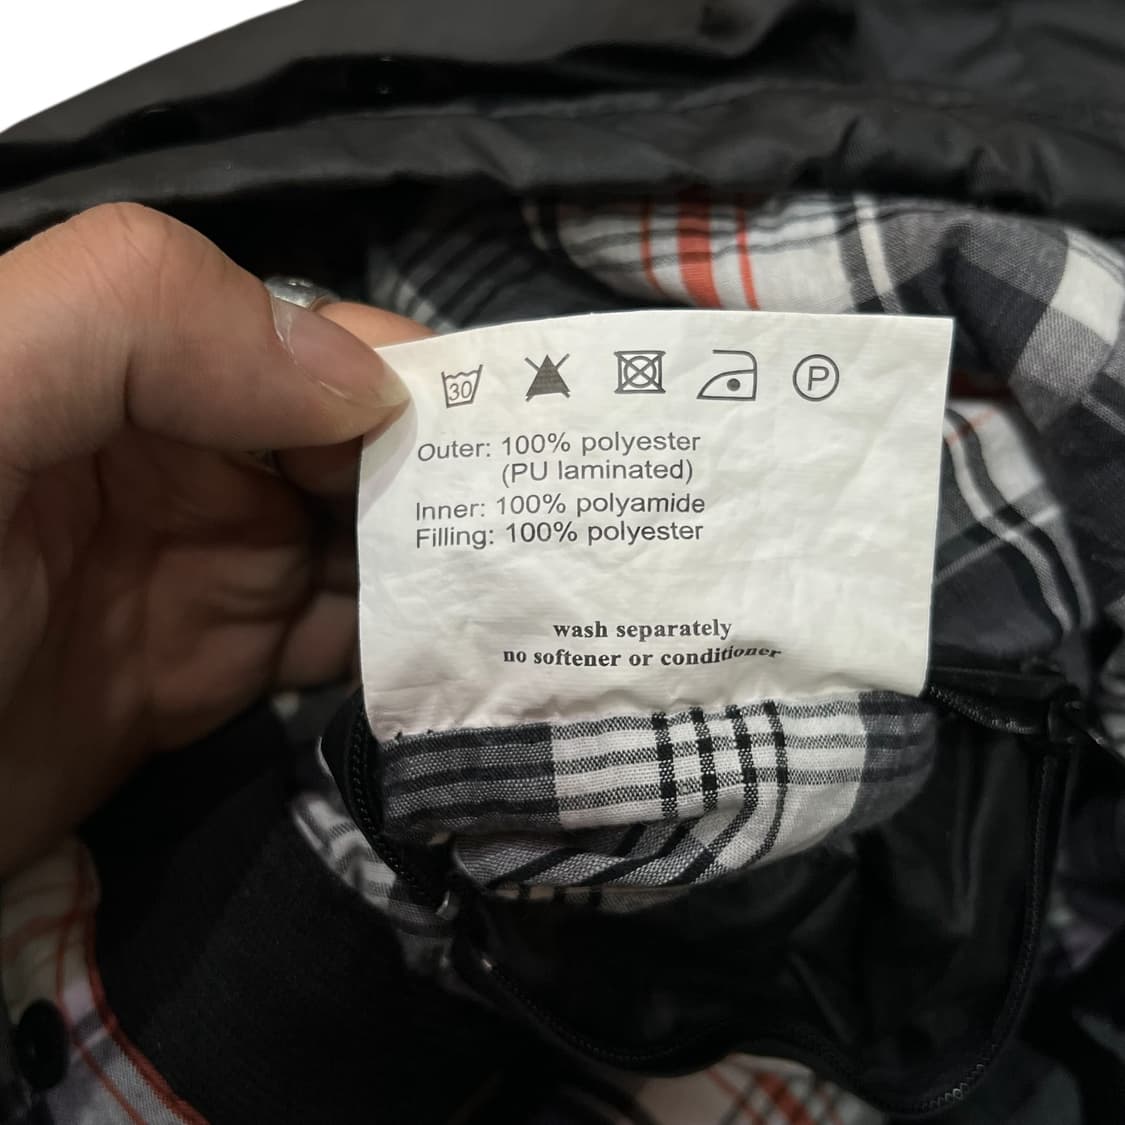 30 P
Outer: 100% polyester
(PU laminated)
Inner: 100% polyamide
Filling: 100% polyester
wash separately
no softener or conditioner